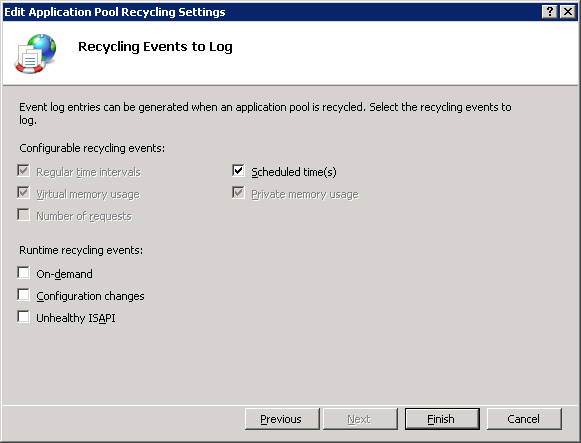 Edit Application Pool Recycling Settings
Recycling Events to Log
Event log entries can be generated when an application pool is recycled. Select the recycling events to
log.
Configurable recycling events:
Regular time intervals
Scheduled time(s)
Virtual memory usage
Private memory usage
Number of requests
Runtime recycling events:
On-demand
Configuration changes
Unhealthy ISAPI
Previous
Next
Finish
Cancel